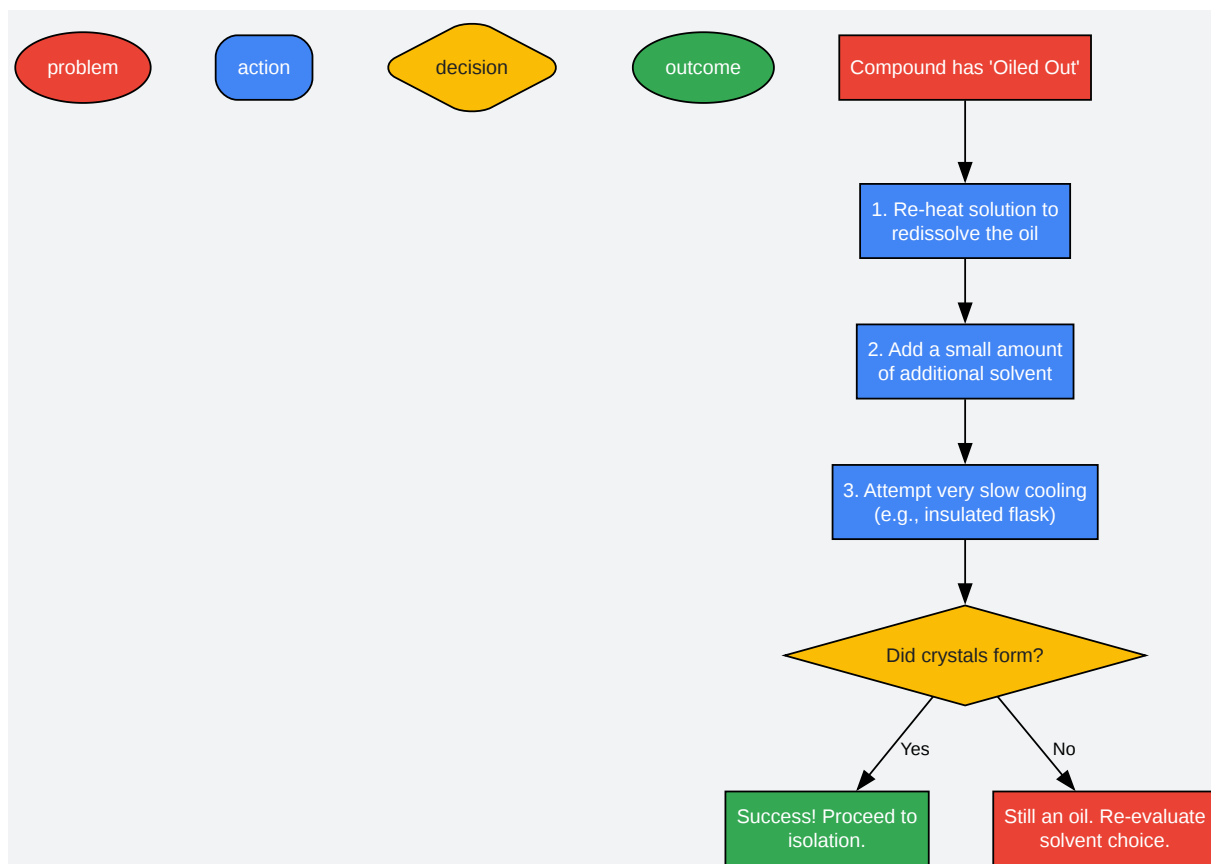 problem
action
decision
outcome
Compound has 'Oiled Out'
1. Re-heat solution to
redissolve the oil
2. Add a small amount
of additional solvent
3. Attempt very slow cooling
(e.g., insulated flask)
Did crystals form?
Yes
No
Success! Proceed to
isolation.
Still an oil. Re-evaluate
solvent choice.